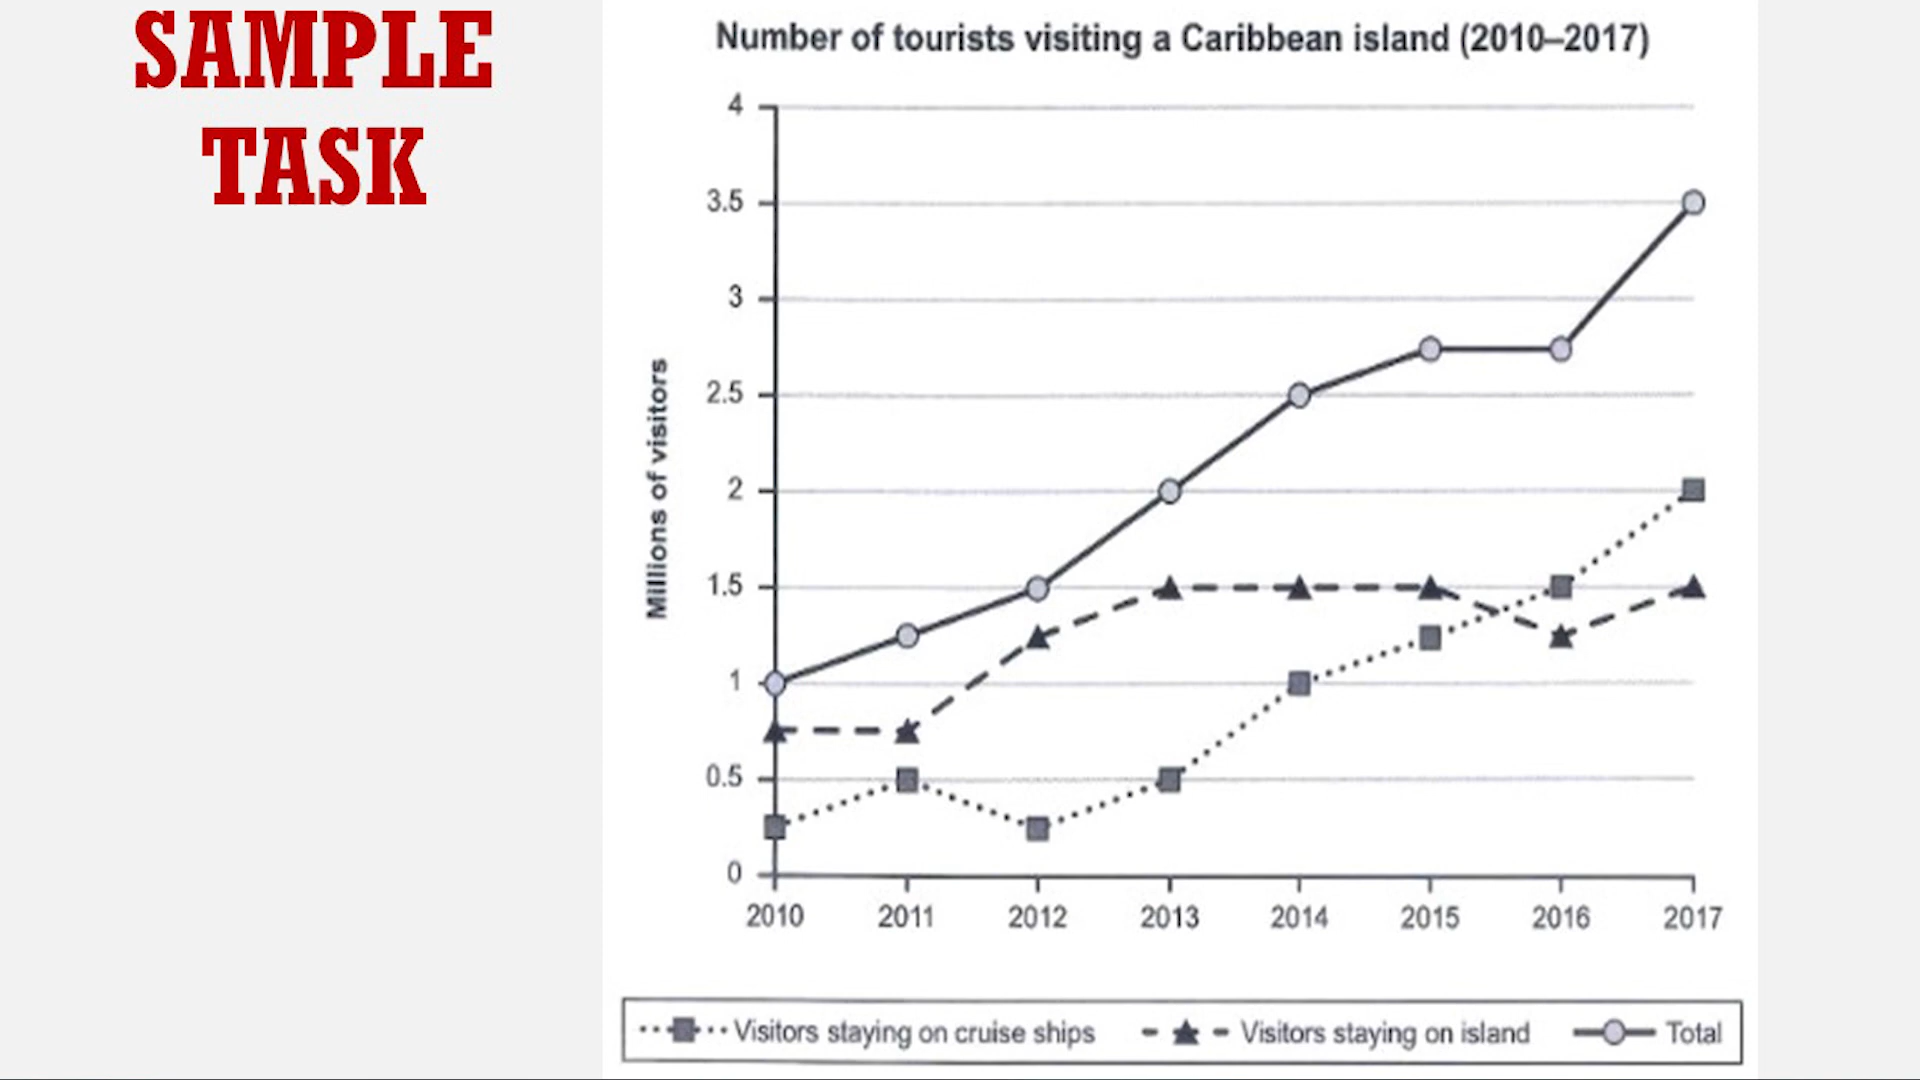 SAMPLE
TASK
Number of tourists visiting a Caribbean island (2010–2017)
Millions of visitors
4
3.5
3
2.5
2
1.5
1
0.5
0
2010 2011 2012 2013 2014 2015 2016 2017
Visitors staying on cruise ships Visitors staying on island Total